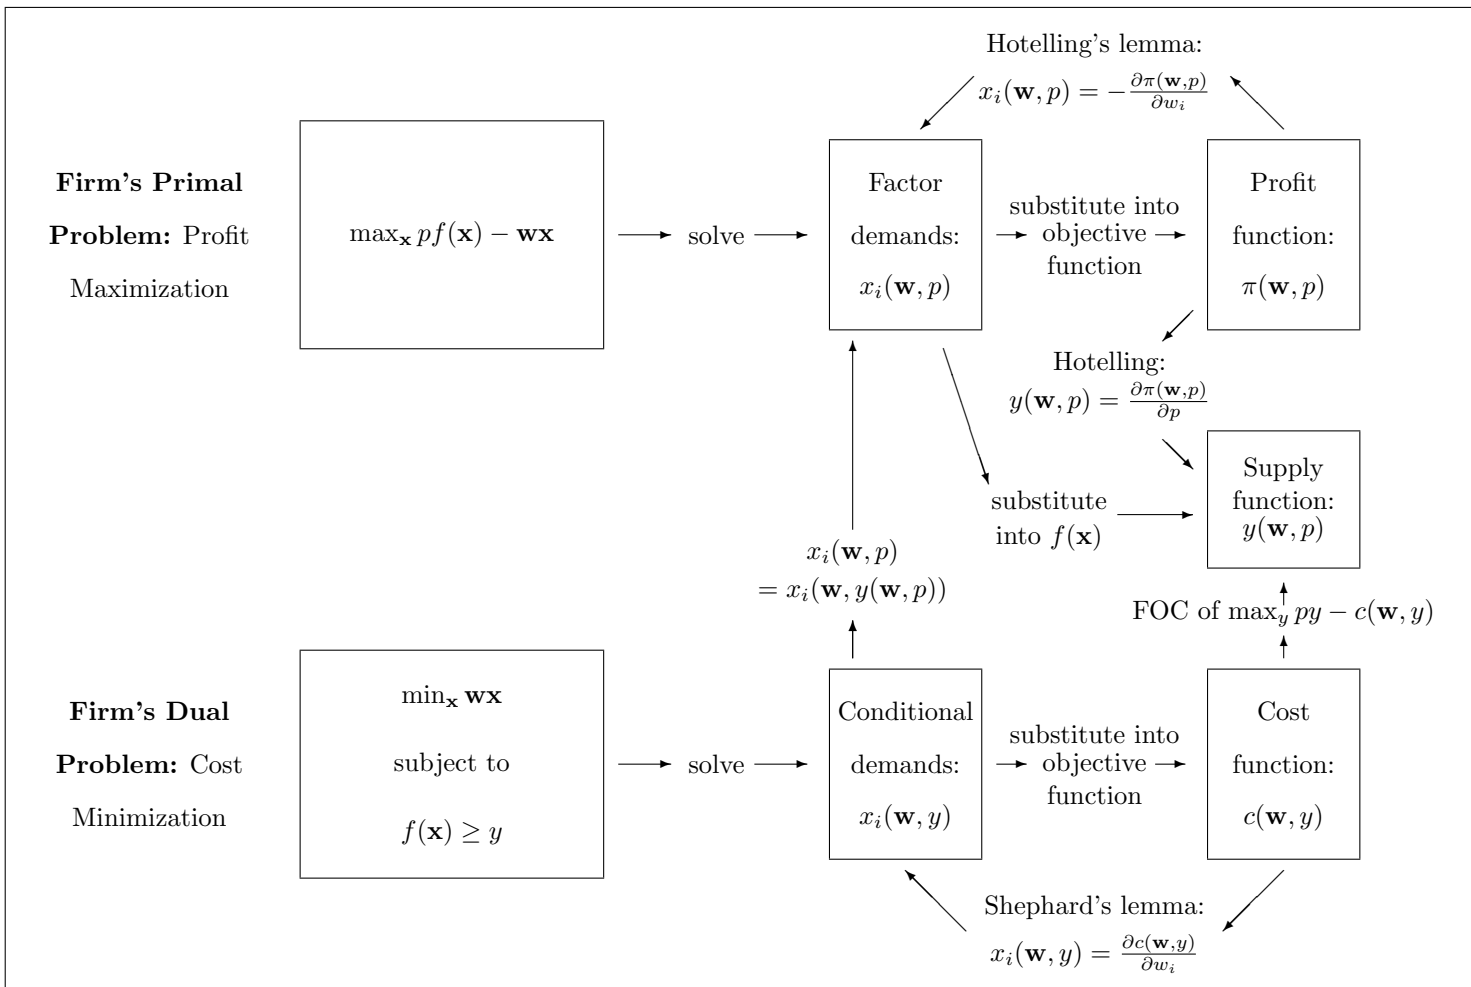 Hotelling's lemma:
x_i(w, p) = −∂π(w,p)/∂w_i
Firm's Primal
Problem: Profit
Maximization
max_x pf(x) − wx
solve
Factor
demands:
x_i(w, p)
substitute into
objective
function
Profit
function:
π(w, p)
Hotelling:
y(w, p) = ∂π(w,p)/∂p
Supply
function:
y(w, p)
substitute
into f(x)
x_i(w, p)
= x_i(w, y(w, p))
FOC of max_y py − c(w, y)
Firm's Dual
Problem: Cost
Minimization
min_x wx
subject to
f(x) ≥ y
solve
Conditional
demands:
x_i(w, y)
substitute into
objective
function
Cost
function:
c(w, y)
Shephard's lemma:
x_i(w, y) = ∂c(w,y)/∂w_i